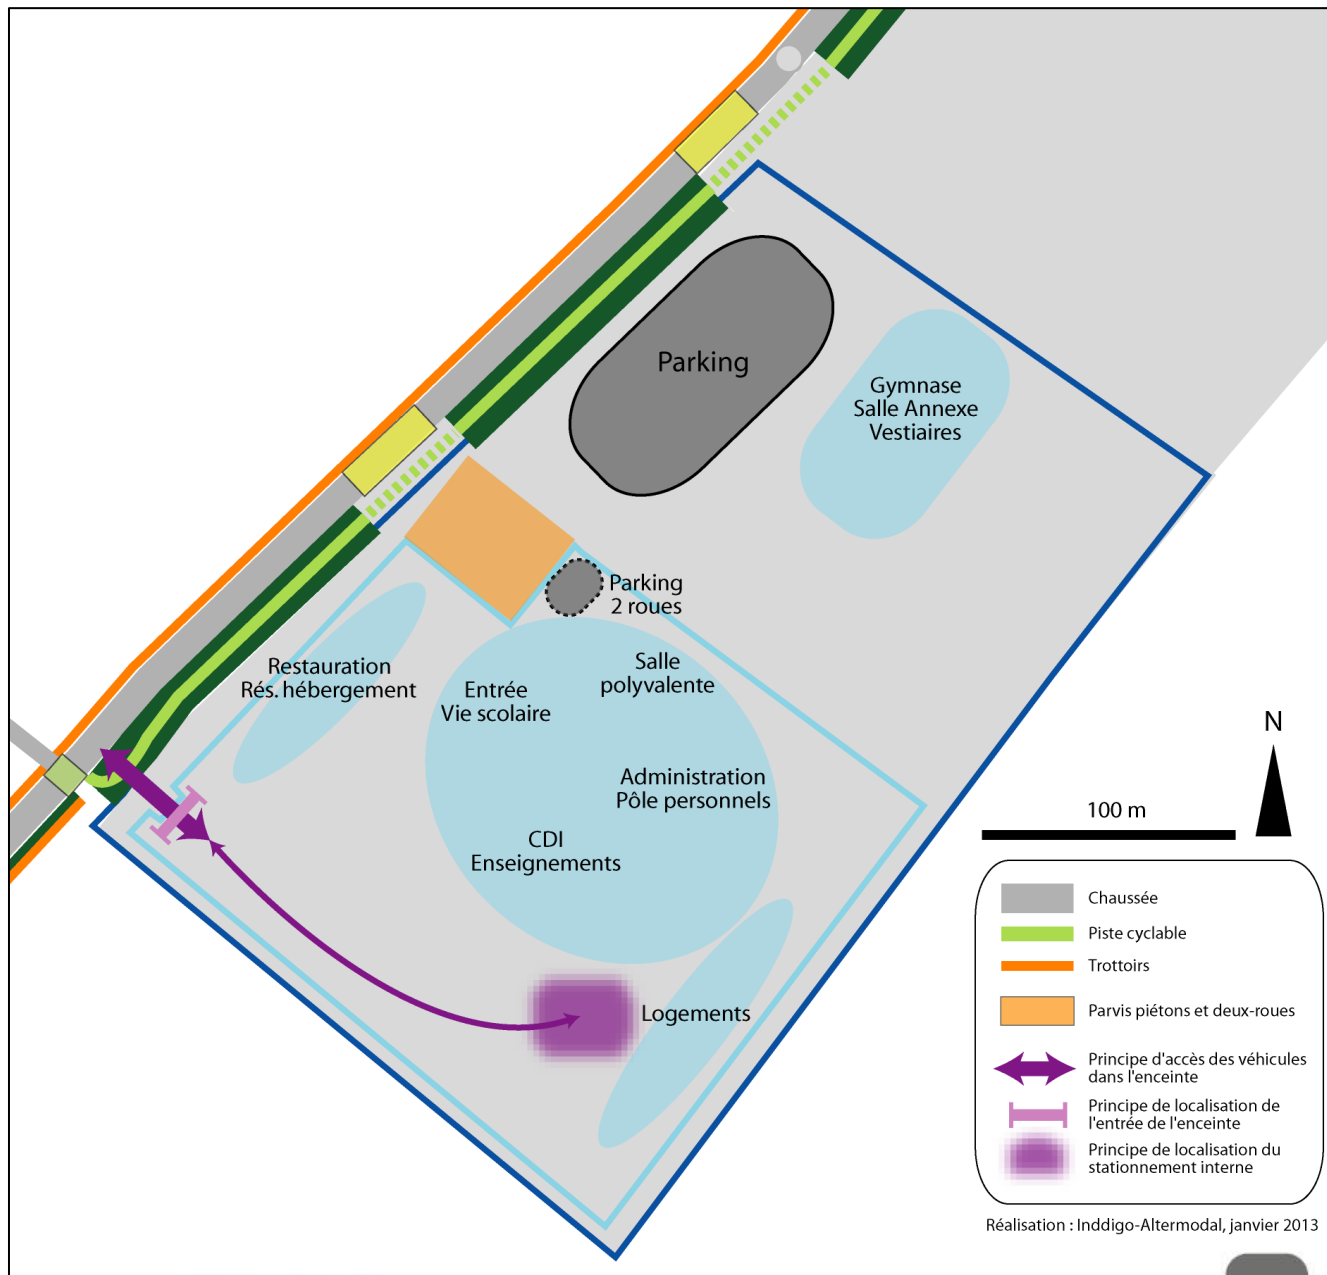 Parking
Gymnase
Salle Annexe
Vestiaires
Parking
2 roues
Restauration
Rés. hébergement
Entrée
Vie scolaire
Salle
polyvalente
Administration
Pôle personnels
CDI
Enseignements
Logements
N
100 m
Chaussée
Piste cyclable
Trottoirs
Parvis piétons et deux-roues
Principe d'accès des véhicules
dans l'enceinte
Principe de localisation de
l'entrée de l'enceinte
Principe de localisation du
stationnement interne
Réalisation : Inddigo-Altermodal, janvier 2013